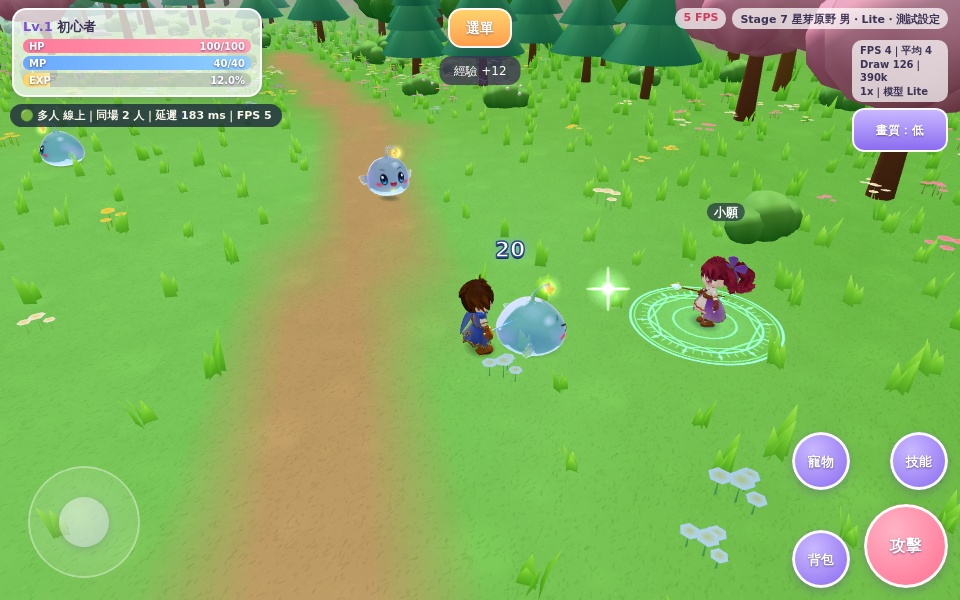 Lv.1 初心者
HP 100/100
MP 40/40
EXP 12.0%
🟢 多人 線上 | 同場 2 人 | 延遲 183 ms | FPS 5
選單
經驗 +12
5 FPS
Stage 7 星芽原野 男・Lite・測試設定
FPS 4 | 平均 4
Draw 126 |
390k
1x | 模型 Lite
畫質：低
小願
20
寵物
技能
背包
攻擊